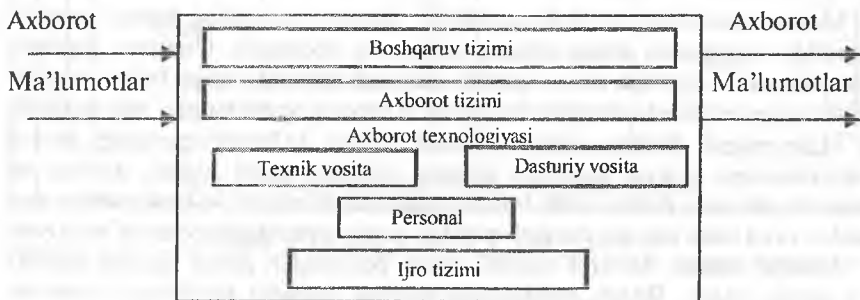 Axborot
Axborot
Boshqaruv tizimi
Ma’lumotlar
Ma’lumotlar
Axborot tizimi
Axborot texnologiyasi
Texnik vosita
Dasturiy vosita
Personal
Ijro tizimi